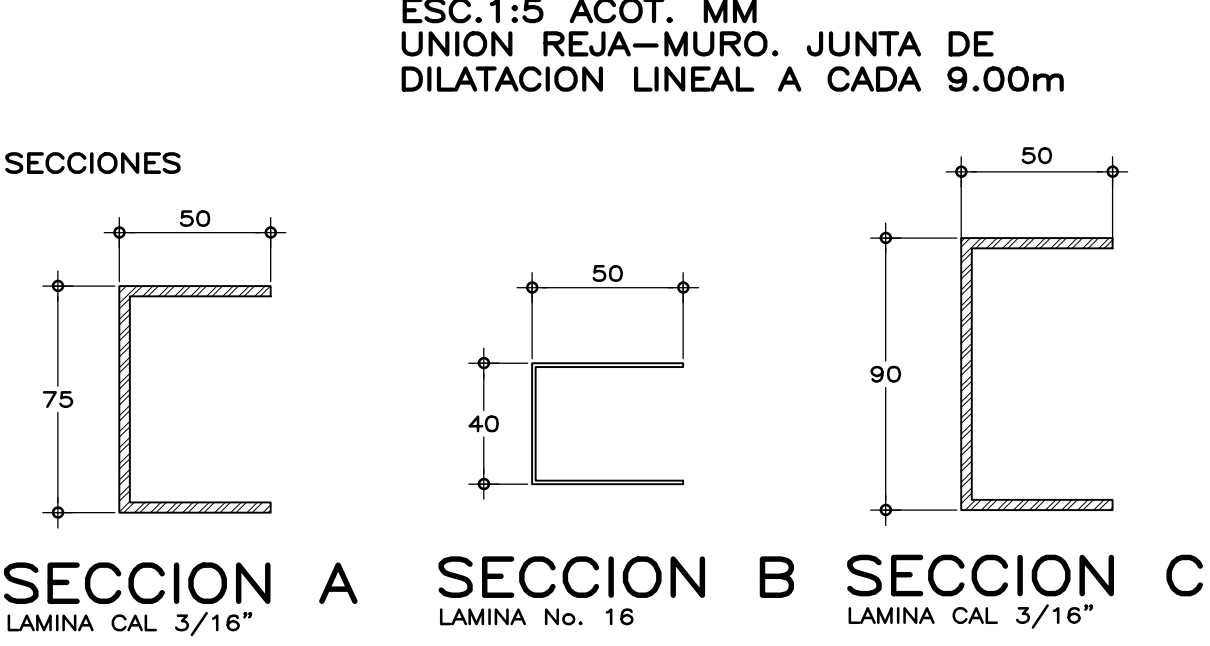 ESC.1:5 ACOT. MM
UNION REJA-MURO. JUNTA DE
DILATACION LINEAL A CADA 9.00m
SECCIONES
50
75
SECCION A
LAMINA CAL 3/16”
50
40
SECCION B
LAMINA No. 16
50
90
SECCION C
LAMINA CAL 3/16”